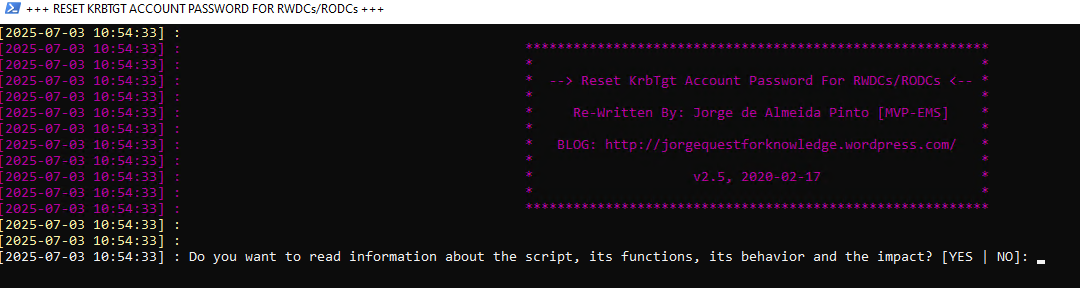 +++ RESET KRBTGT ACCOUNT PASSWORD FOR RWDCs/RODCs +++
[2025-07-03 10:54:33] :
[2025-07-03 10:54:33] : **********************************************************
[2025-07-03 10:54:33] : * *
[2025-07-03 10:54:33] : * --> Reset KrbTgt Account Password For RWDCs/RODCs <-- *
[2025-07-03 10:54:33] : * *
[2025-07-03 10:54:33] : * Re-Written By: Jorge de Almeida Pinto [MVP-EMS] *
[2025-07-03 10:54:33] : * *
[2025-07-03 10:54:33] : * BLOG: http://jorgequestforknowledge.wordpress.com/ *
[2025-07-03 10:54:33] : * *
[2025-07-03 10:54:33] : * v2.5, 2020-02-17 *
[2025-07-03 10:54:33] : * *
[2025-07-03 10:54:33] : **********************************************************
[2025-07-03 10:54:33] :
[2025-07-03 10:54:33] :
[2025-07-03 10:54:33] : Do you want to read information about the script, its functions, its behavior and the impact? [YES | NO]: _